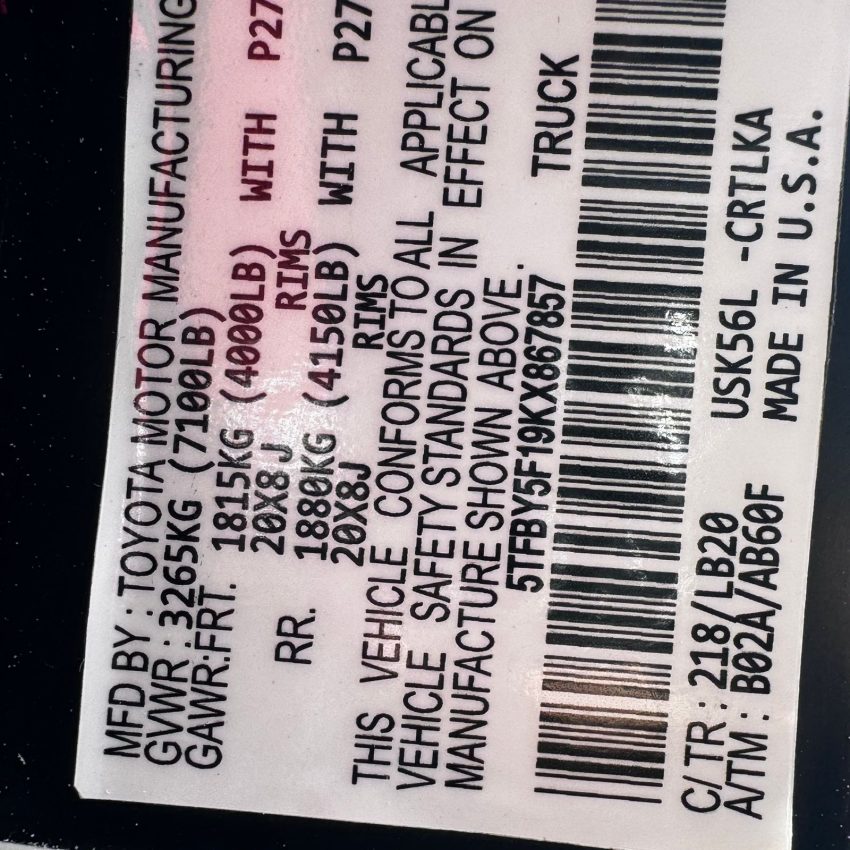 MFD BY : TOYOTA MOTOR MANUFACTURING
GVWR : 3265KG (7100LB)
GAWR:FRT. 1815KG (4000LB) WITH P27
20X8J RIMS
RR. 1880KG (4150LB) WITH P27
20X8J RIMS
THIS VEHICLE CONFORMS TO ALL APPLICABL
VEHICLE SAFETY STANDARDS IN EFFECT ON
MANUFACTURE SHOWN ABOVE.
5TFBY5F19KX867857 TRUCK
C/TR : 218/LB20 USK56L -CRTLKA
A/TM : B02A/AB60F MADE IN U.S.A.